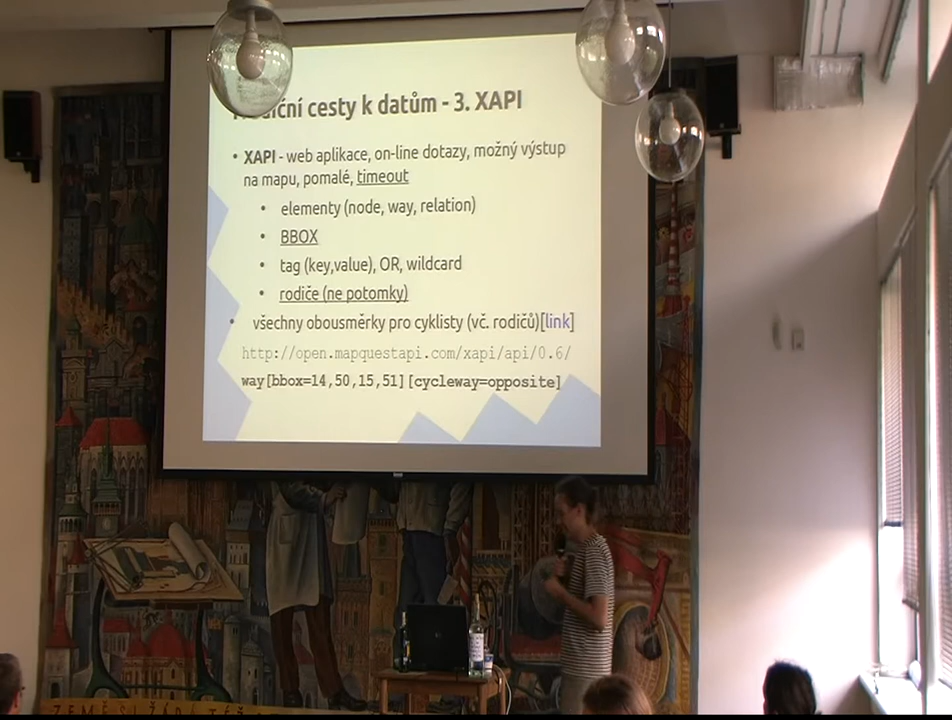 cesty k datům - 3. XAPI
• XAPI - web aplikace, on-line dotazy, možný výstup
na mapu, pomalé, timeout
• elementy (node, way, relation)
• BBOX
• tag (key,value), OR, wildcard
• rodiče (ne potomky)
• všechny obousměrky pro cyklisty (vč. rodičů)[link]
http://open.mapquestapi.com/xapi/api/0.6/
way[bbox=14,50,15,51][cycleway=opposite]